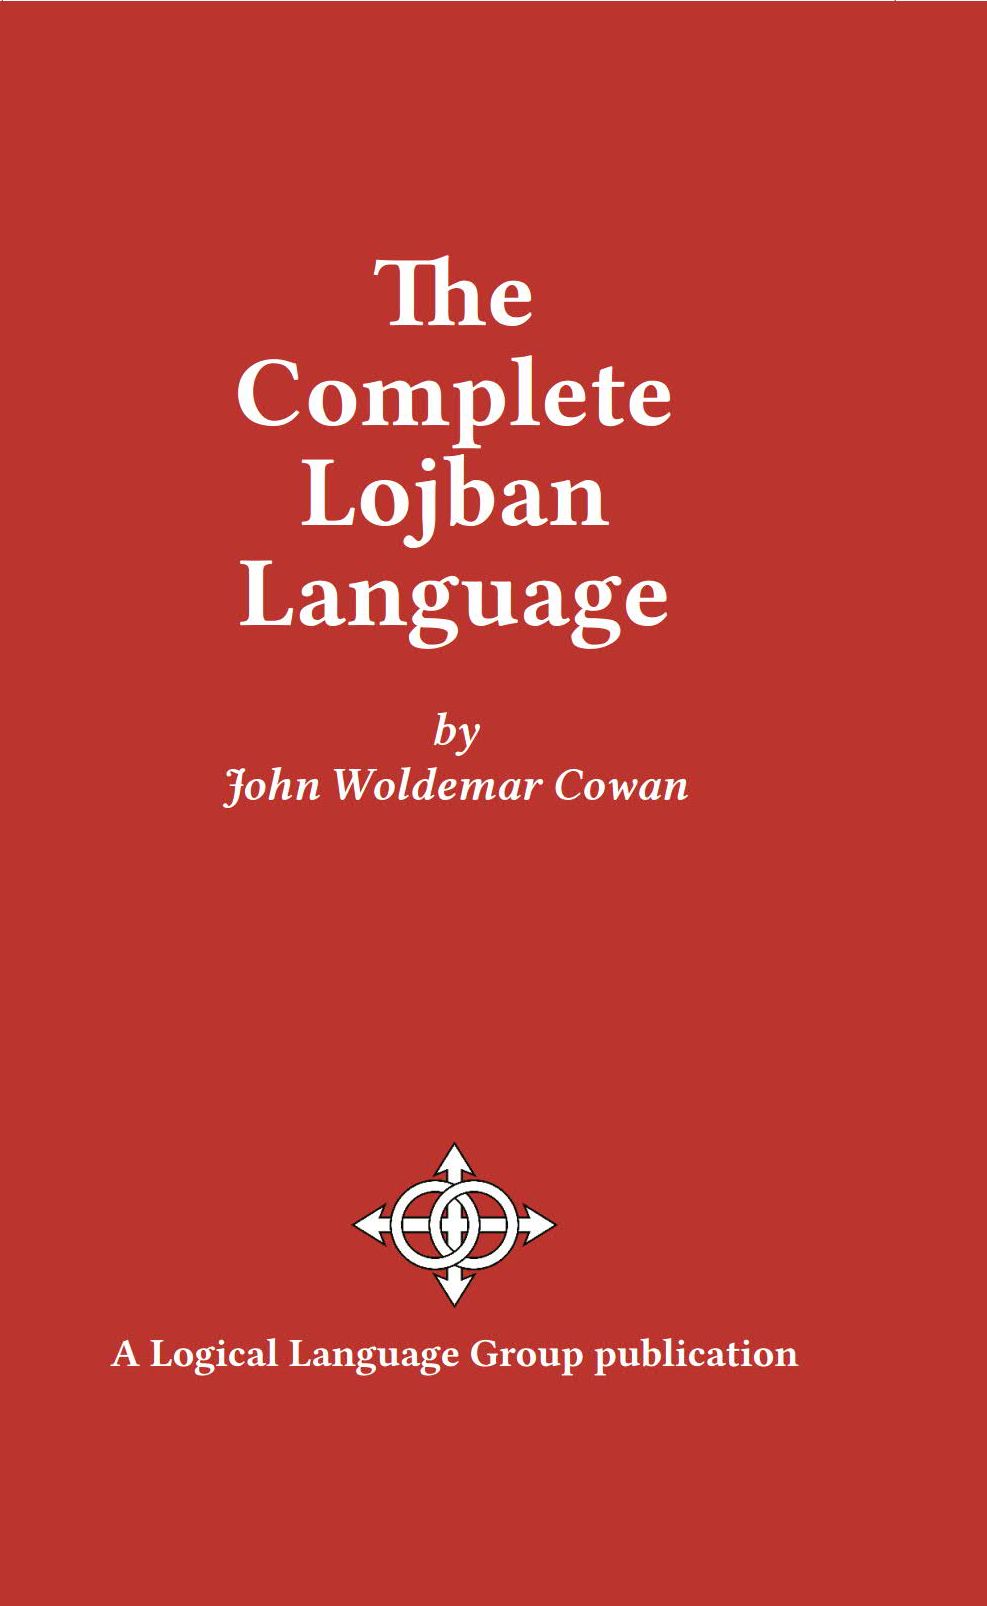 The
Complete
Lojban
Language
by
John Woldemar Cowan
A Logical Language Group publication